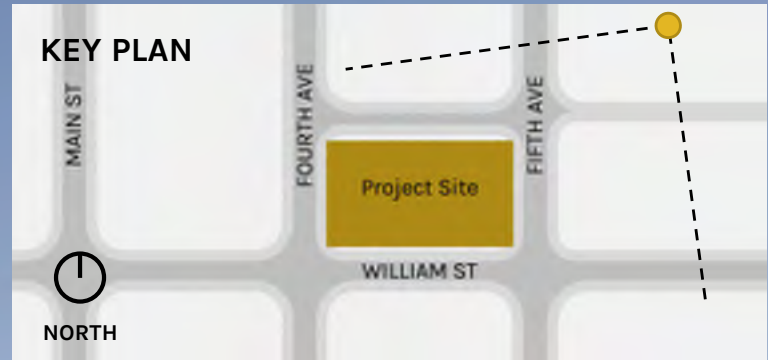 KEY PLAN
MAIN ST
FOURTH AVE
FIFTH AVE
Project Site
WILLIAM ST
NORTH